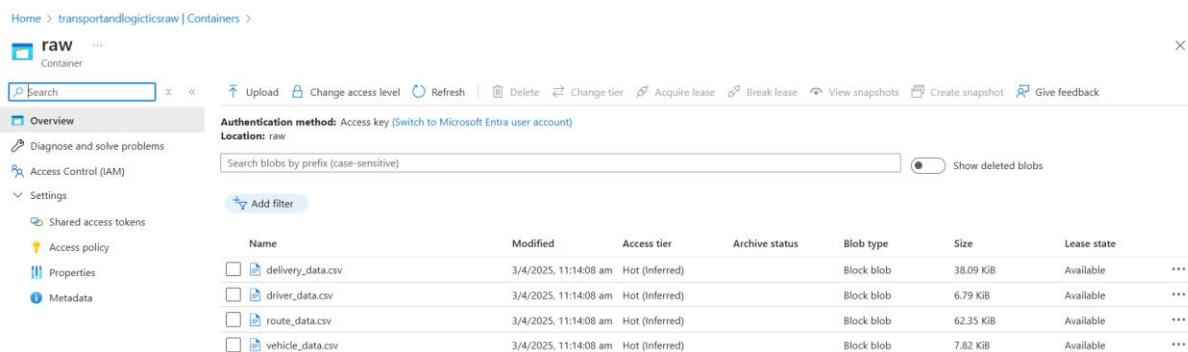 Home > transportandlogicticsraw | Containers >
raw ...
Container
Search
Upload Change access level Refresh Delete Change tier Acquire lease Break lease View snapshots Create snapshot Give feedback
Overview
Diagnose and solve problems
Access Control (IAM)
Settings
Shared access tokens
Access policy
Properties
Metadata
Authentication method: Access key (Switch to Microsoft Entra user account)
Location: raw
Search blobs by prefix (case-sensitive)
Show deleted blobs
Add filter
Name Modified Access tier Archive status Blob type Size Lease state
delivery_data.csv 3/4/2025, 11:14:08 am Hot (Inferred) Block blob 38.09 KiB Available ...
driver_data.csv 3/4/2025, 11:14:08 am Hot (Inferred) Block blob 6.79 KiB Available ...
route_data.csv 3/4/2025, 11:14:08 am Hot (Inferred) Block blob 62.35 KiB Available ...
vehicle_data.csv 3/4/2025, 11:14:08 am Hot (Inferred) Block blob 7.82 KiB Available ...